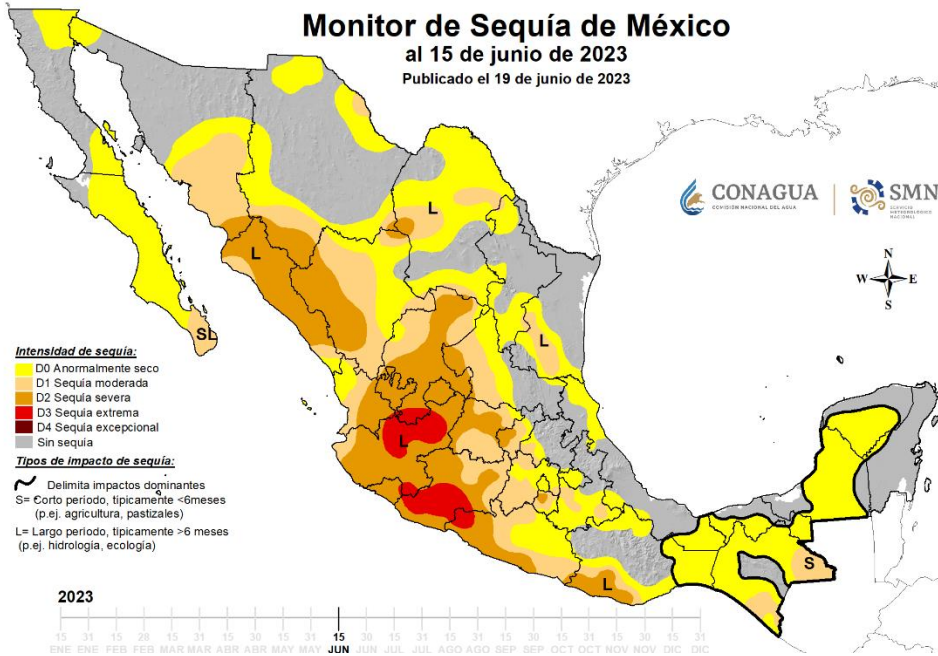 Monitor de Sequía de México
al 15 de junio de 2023
Publicado el 19 de junio de 2023
CONAGUA
COMISIÓN NACIONAL DEL AGUA
SMN
SERVICIO
METEOROLÓGICO
NACIONAL
N
W E
S
L
L
L
SL
L
L
S
L
Intensidad de sequía:
D0 Anormalmente seco
D1 Sequía moderada
D2 Sequía severa
D3 Sequía extrema
D4 Sequía excepcional
Sin sequía
Tipos de impacto de sequía:
Delimita impactos dominantes
S= Corto periodo, típicamente <6meses
(p.ej. agricultura, pastizales)
L= Largo periodo, típicamente >6 meses
(p.ej. hidrología, ecología)
2023
15 31 15 28 15 31 15 30 15 31 15 30 15 31 15 31 15 30 15 31 15 30 15 31
ENE ENE FEB FEB MAR MAR ABR ABR MAY MAY JUN JUN JUL JUL AGO AGO SEP SEP OCT OCT NOV NOV DIC DIC